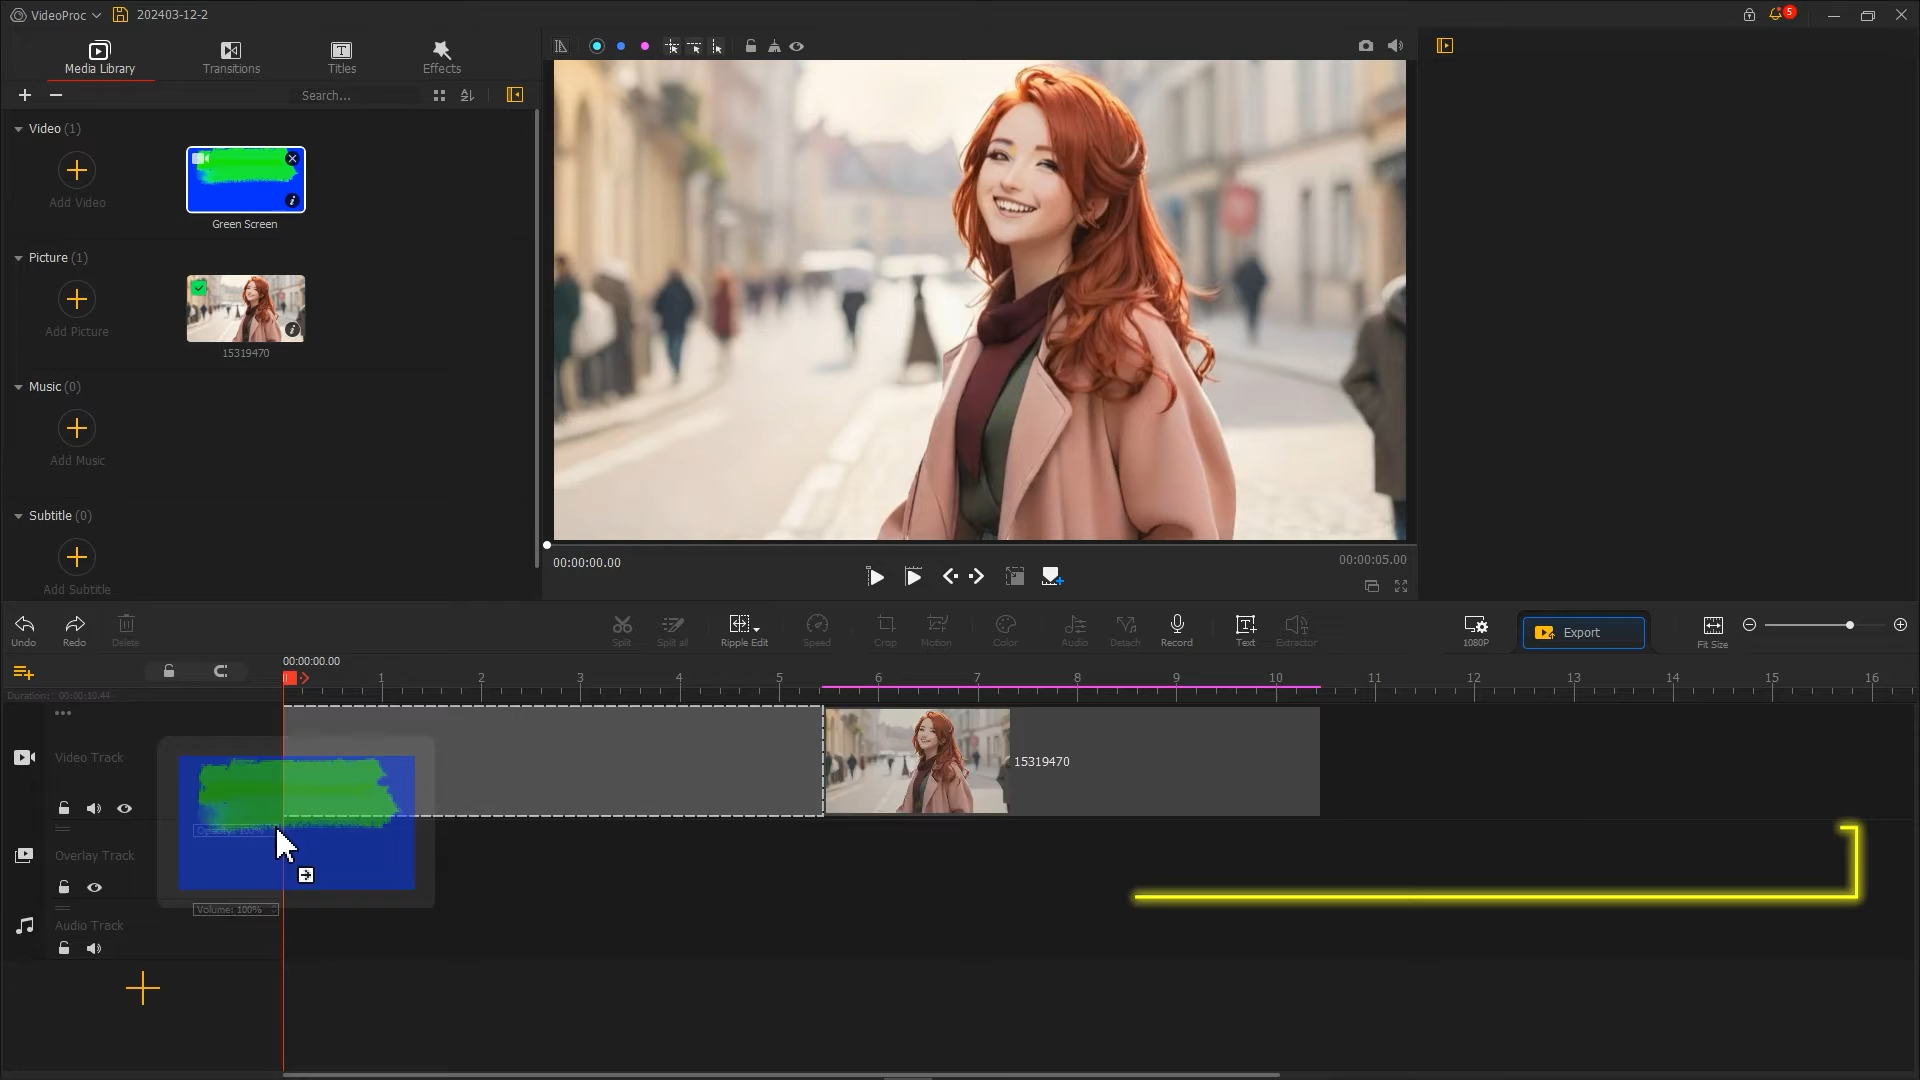 VideoProc
202403-12-2
5
Media Library
Transitions
Titles
Effects
Search...
Video (1)
Add Video
Green Screen
Picture (1)
Add Picture
15319470
Music (0)
Add Music
Subtitle (0)
Add Subtitle
00:00:00.00
00:00:05.00
Undo
Redo
Delete
Split
Split all
Ripple Edit
Speed
Crop
Motion
Color
Audio
Detach
Record
Text
Extractor
1080P
Export
Fit Size
00:00:00.00
1 2 3 4 5 6 7 8 9 10 11 12 13 14 15 16
Duration: 00:00:10.44
Video Track
15319470
Opacity: 100%
Overlay Track
Volume: 100%
Audio Track